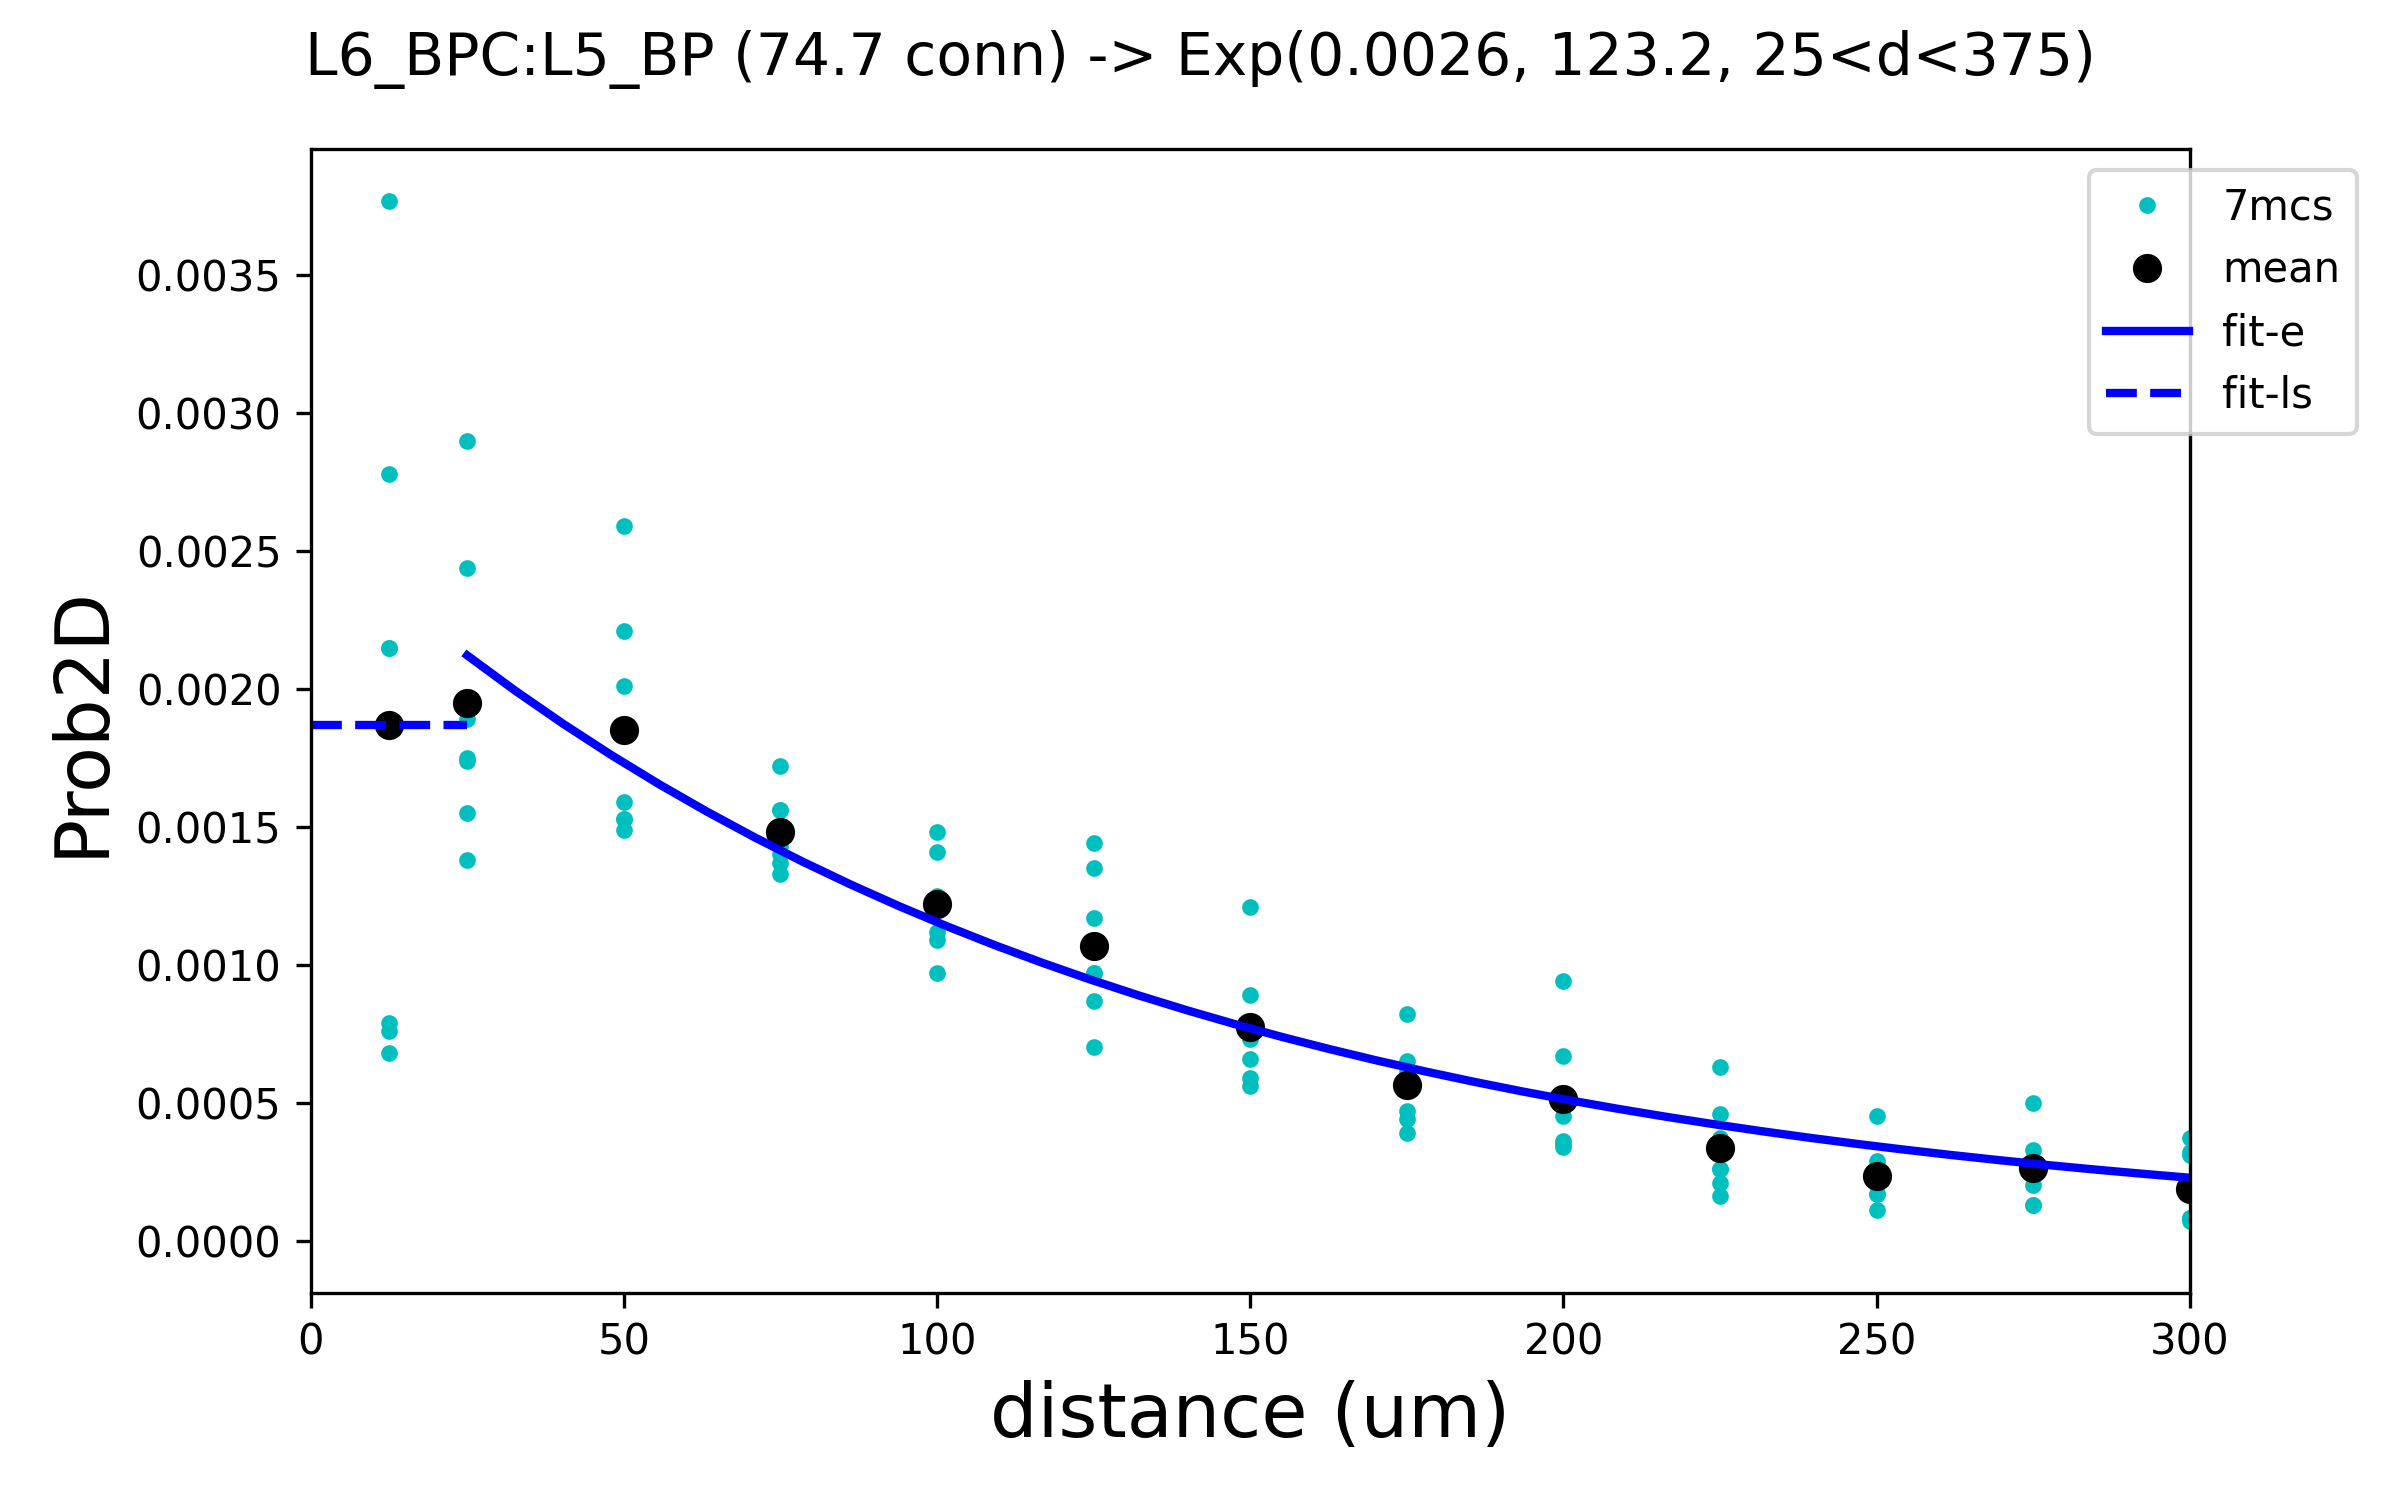 L6_BPC:L5_BP (74.7 conn) -> Exp(0.0026, 123.2, 25<d<375)
7mcs
mean
fit-e
fit-ls
Prob2D
0.0035
0.0030
0.0025
0.0020
0.0015
0.0010
0.0005
0.0000
0 50 100 150 200 250 300
distance (um)